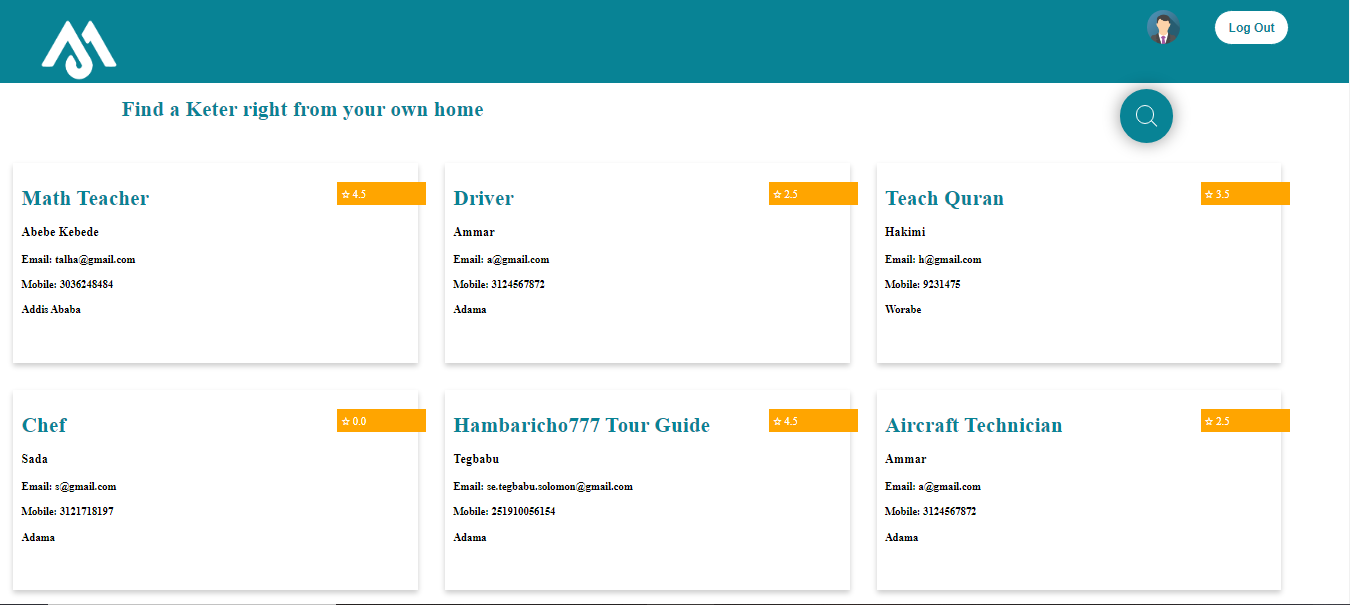 Log Out
Find a Keter right from your own home
Math Teacher
☆ 4.5
Abebe Kebede
Email: talha@gmail.com
Mobile: 3036248484
Addis Ababa
Driver
☆ 2.5
Ammar
Email: a@gmail.com
Mobile: 3124567872
Adama
Teach Quran
☆ 3.5
Hakimi
Email: h@gmail.com
Mobile: 9231475
Worabe
Chef
☆ 0.0
Sada
Email: s@gmail.com
Mobile: 3121718197
Adama
Hambaricho777 Tour Guide
☆ 4.5
Tegbabu
Email: se.tegbabu.solomon@gmail.com
Mobile: 251910056154
Adama
Aircraft Technician
☆ 2.5
Ammar
Email: a@gmail.com
Mobile: 3124567872
Adama